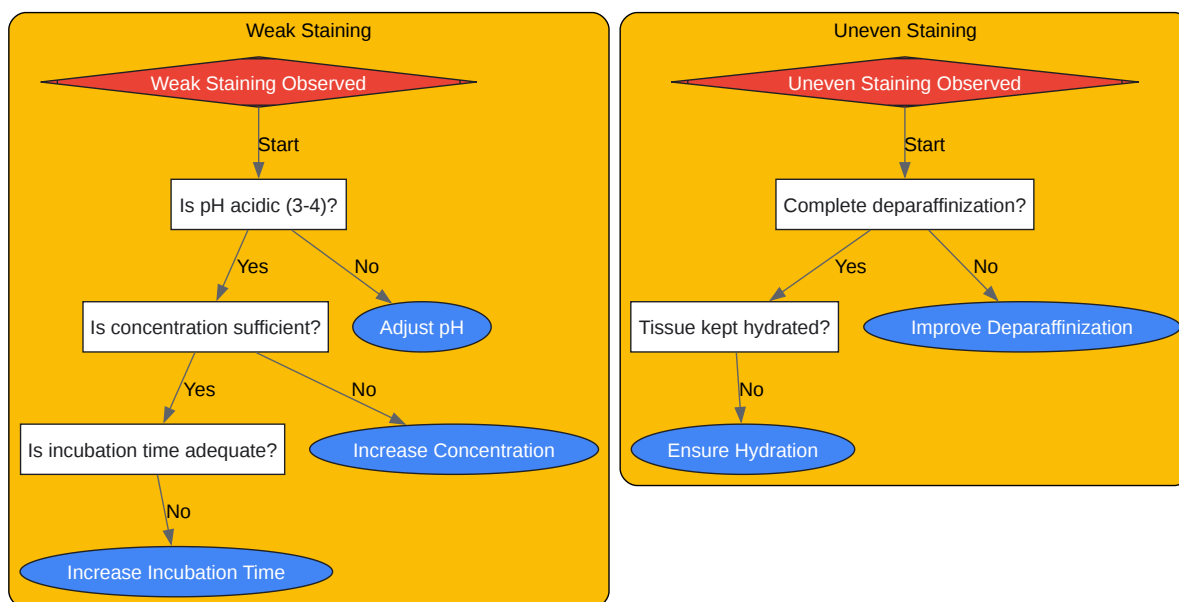 Weak Staining
Weak Staining Observed
Start
Is pH acidic (3-4)?
Yes
No
Is concentration sufficient?
Adjust pH
Yes
No
Is incubation time adequate?
Increase Concentration
No
Increase Incubation Time
Uneven Staining
Uneven Staining Observed
Start
Complete deparaffinization?
Yes
No
Tissue kept hydrated?
Improve Deparaffinization
No
Ensure Hydration